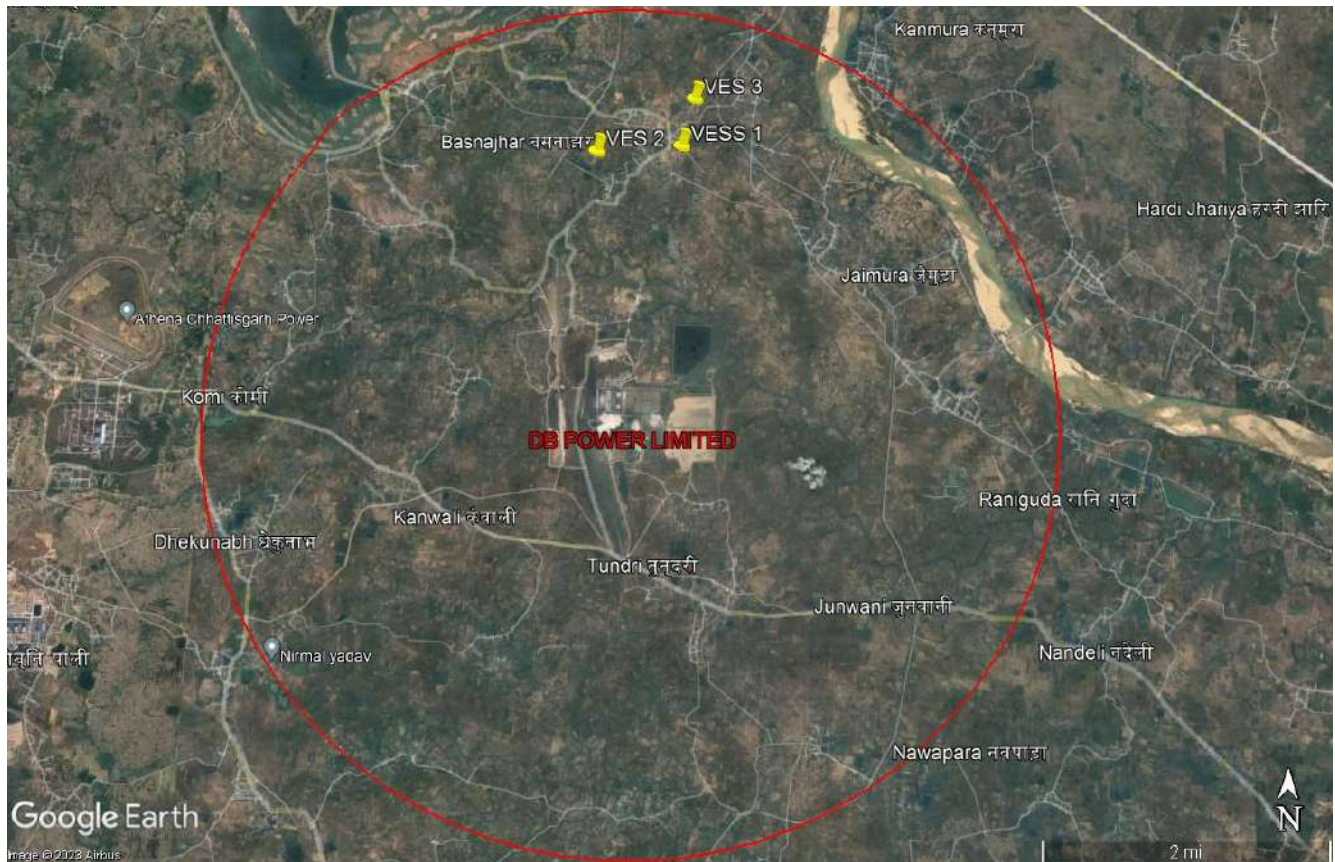 Kanmura कनमुरा
VES 3
Basnajhar बसनाझर
VES 2
VESS 1
Hardi Jhariya हरदी झारि
Jaimura जैमुड़ा
Athena Chhattisgarh Power
Komi कोमी
DB POWER LIMITED
Raniguda रानि गुदा
Kanwali कंवाली
Dhekunabh धेकुनाभ
Tundri तुन्दरी
Junwani जुनवानी
Nirmal yadav
पाली
Nandeli नदेली
Nawapara नवपाड़ा
N
Google Earth
Image © 2023 Airbus
2 mi